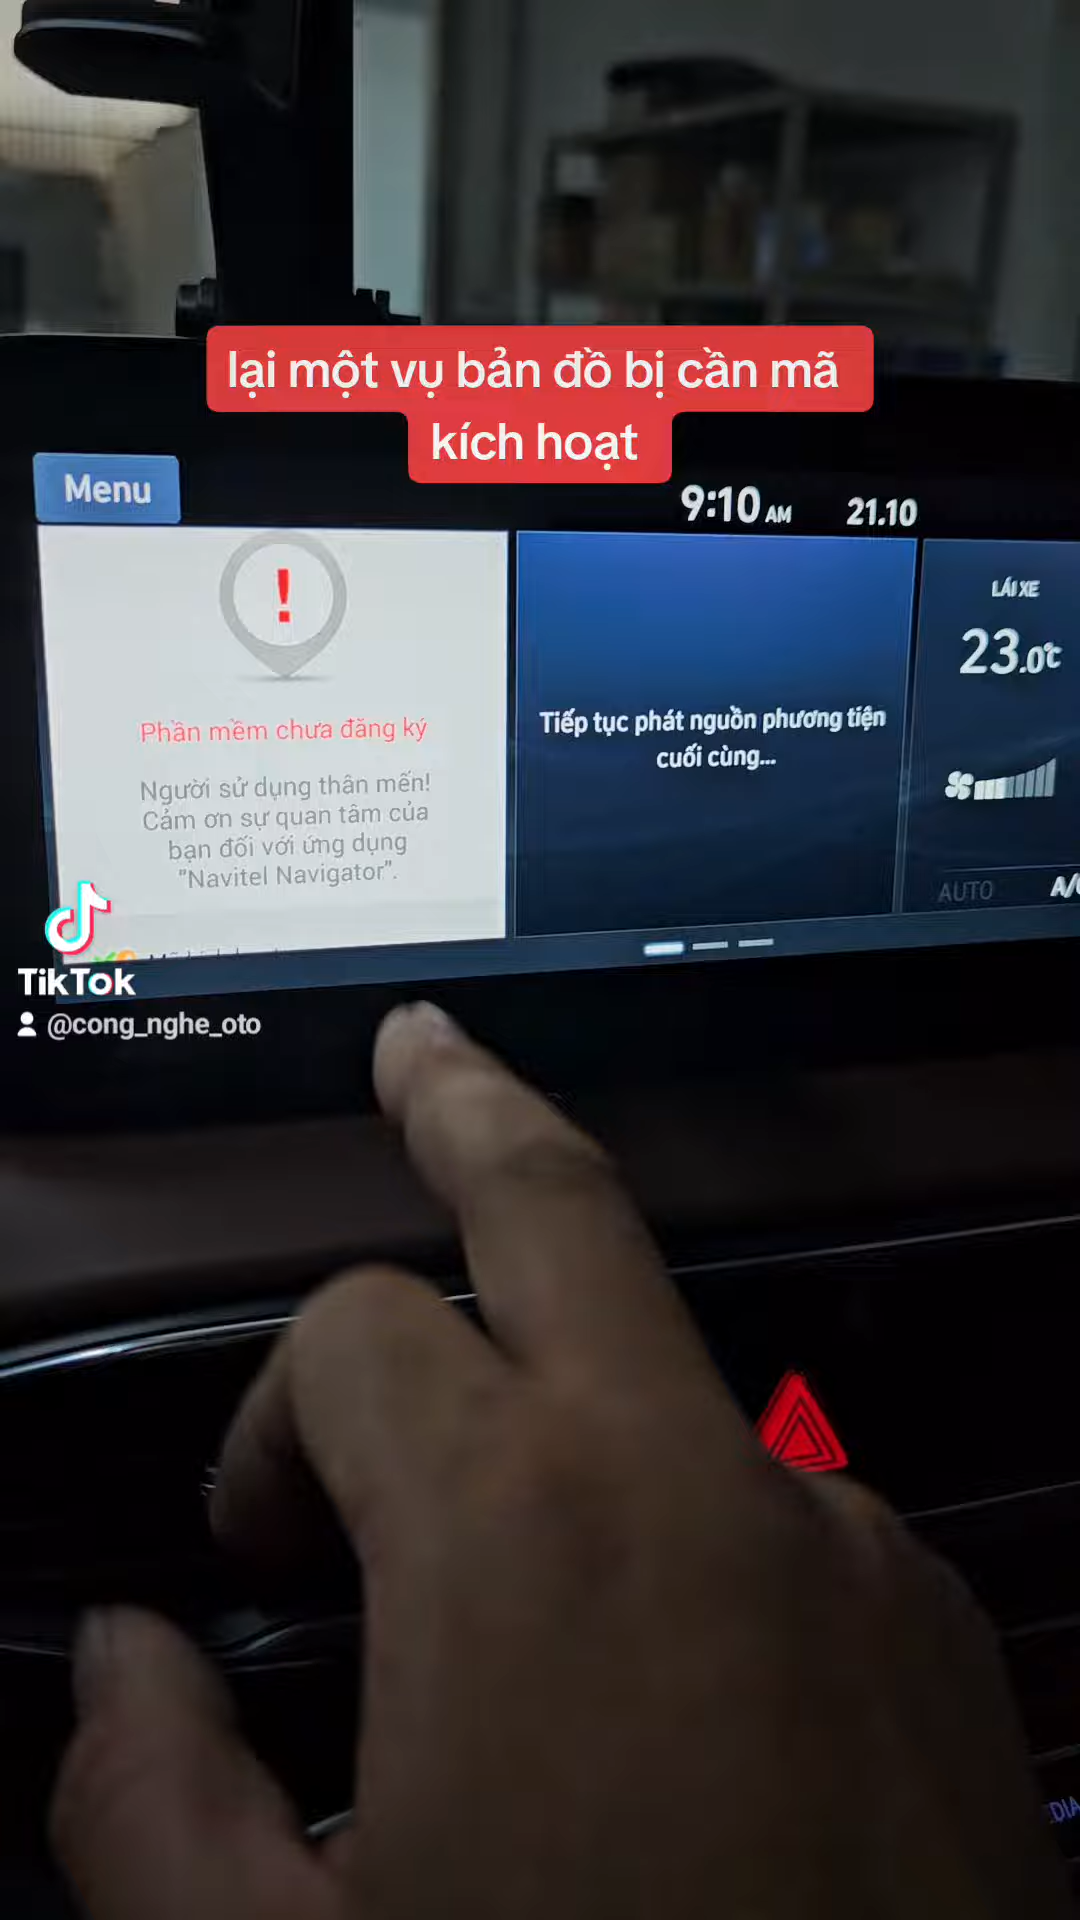 lại một vụ bản đồ bị cần mã
kích hoạt
Menu
9:10 AM 21.10
Phần mềm chưa đăng ký
Người sử dụng thân mến!
Cảm ơn sự quan tâm của
bạn đối với ứng dụng
"Navitel Navigator".
Tiếp tục phát nguồn phương tiện
cuối cùng...
LÁI XE
23.0°C
AUTO
TikTok
@cong_nghe_oto